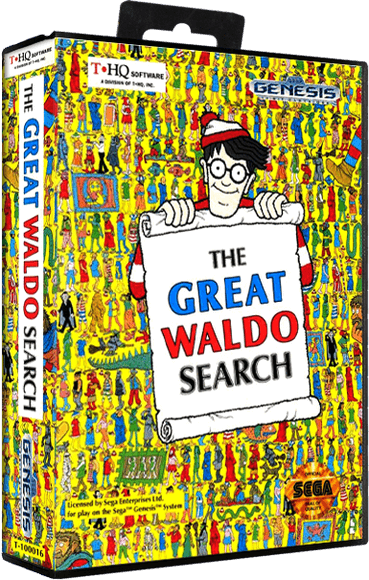 T•HQ SOFTWARE
A DIVISION OF T•HQ, INC.
GENESIS
THE
GREAT
WALDO
SEARCH
Licensed by Sega Enterprises Ltd.
for play on the Sega™ Genesis™ System
SEGA
T•HQ SOFTWARE
THE GREAT WALDO SEARCH
GENESIS
T-100016